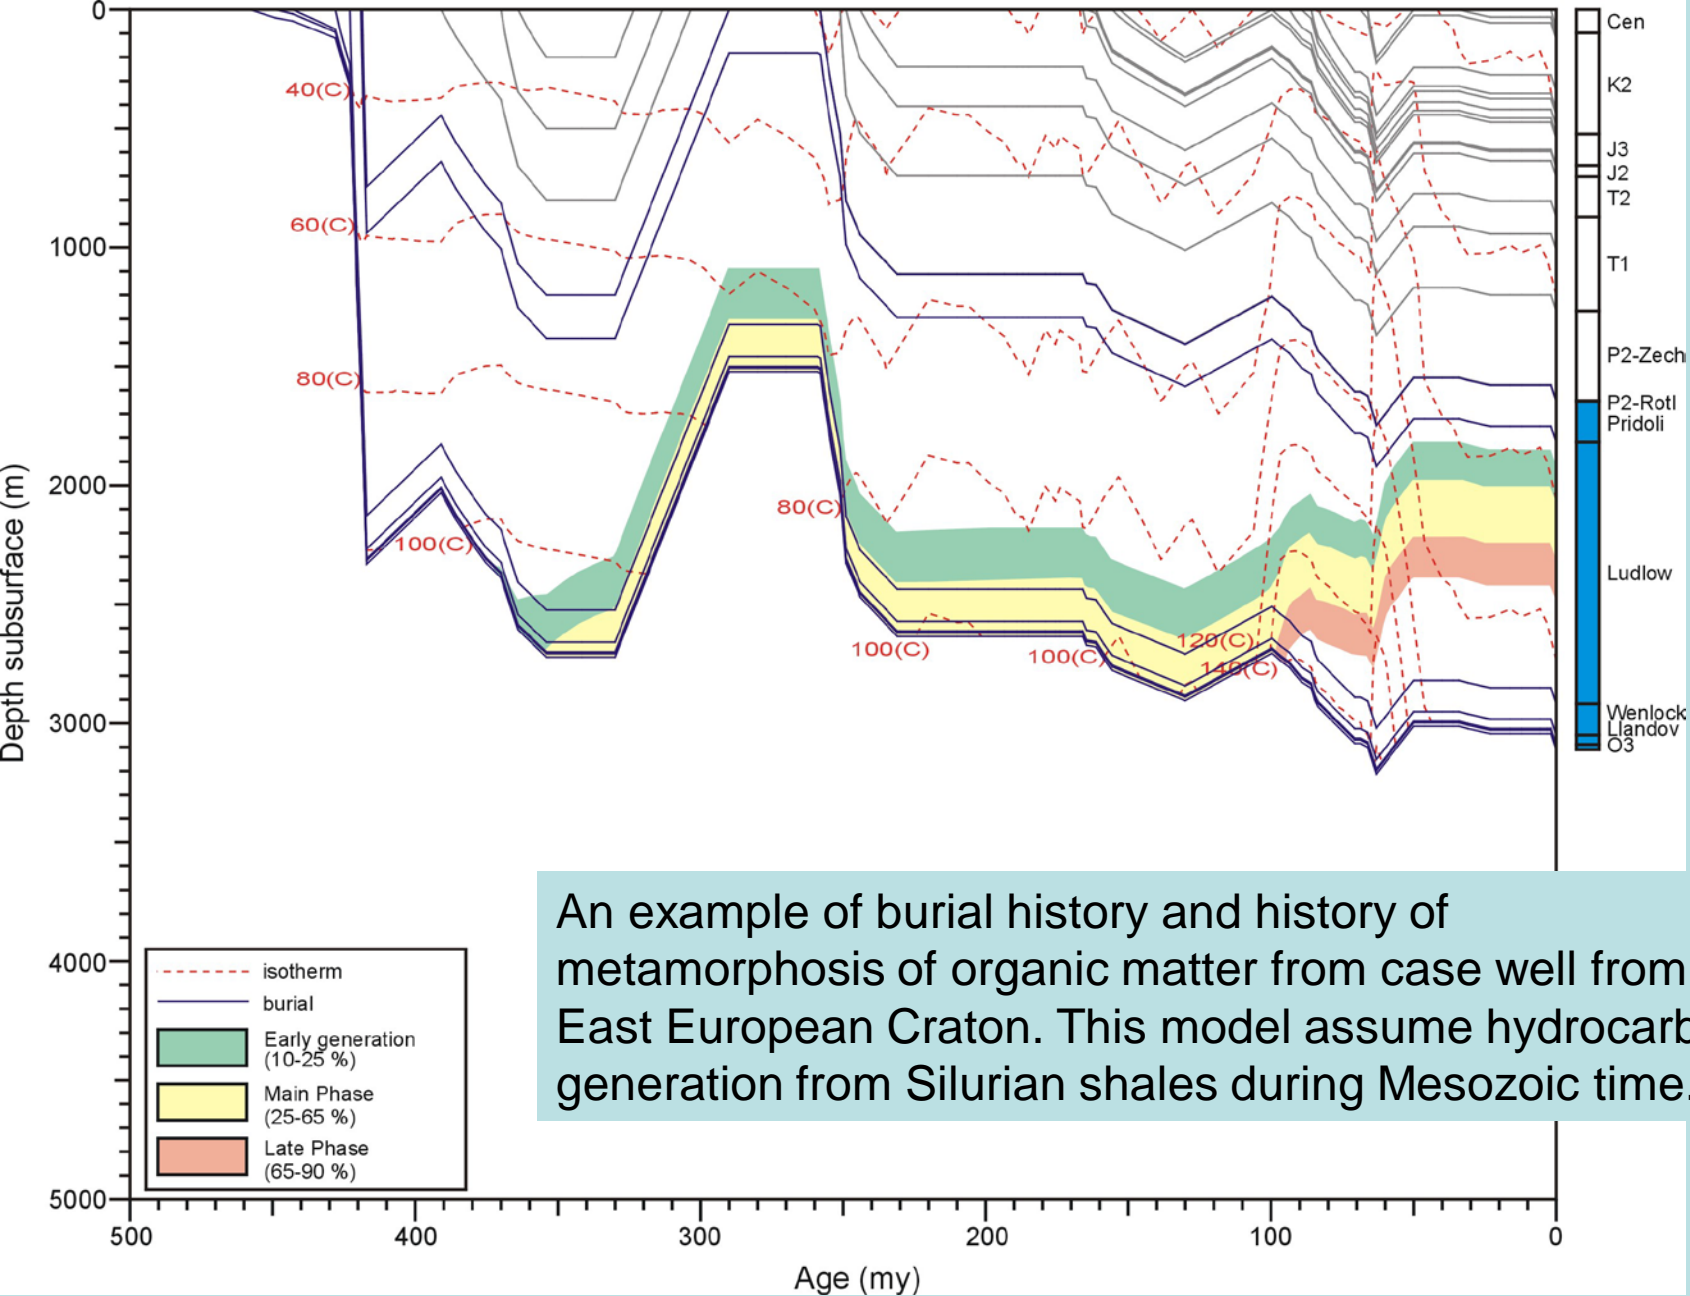 0
1000
2000
3000
4000
5000
Depth subsurface (m)
500
400
300
200
100
0
Age (my)
40(C)
60(C)
80(C)
100(C)
80(C)
100(C)
100(C)
120(C)
140(C)
Cen
K2
J3
J2
T2
T1
P2-Zech
P2-Rotl
Pridoli
Ludlow
Wenlock
Llandov
O3
isotherm
burial
Early generation
(10-25 %)
Main Phase
(25-65 %)
Late Phase
(65-90 %)
An example of burial history and history of
metamorphosis of organic matter from case well from
East European Craton. This model assume hydrocarb
generation from Silurian shales during Mesozoic time.